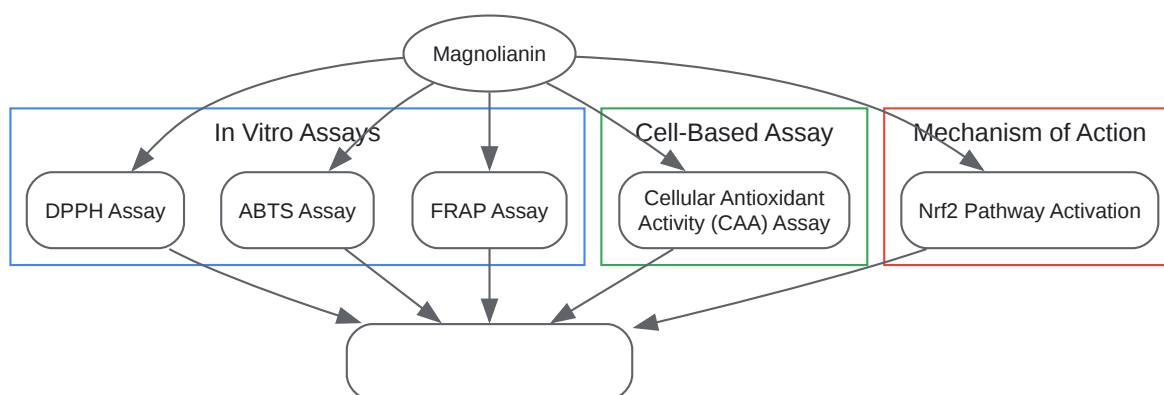 Magnolianin
In Vitro Assays
Cell-Based Assay
Mechanism of Action
DPPH Assay
ABTS Assay
FRAP Assay
Cellular Antioxidant
Activity (CAA) Assay
Nrf2 Pathway Activation